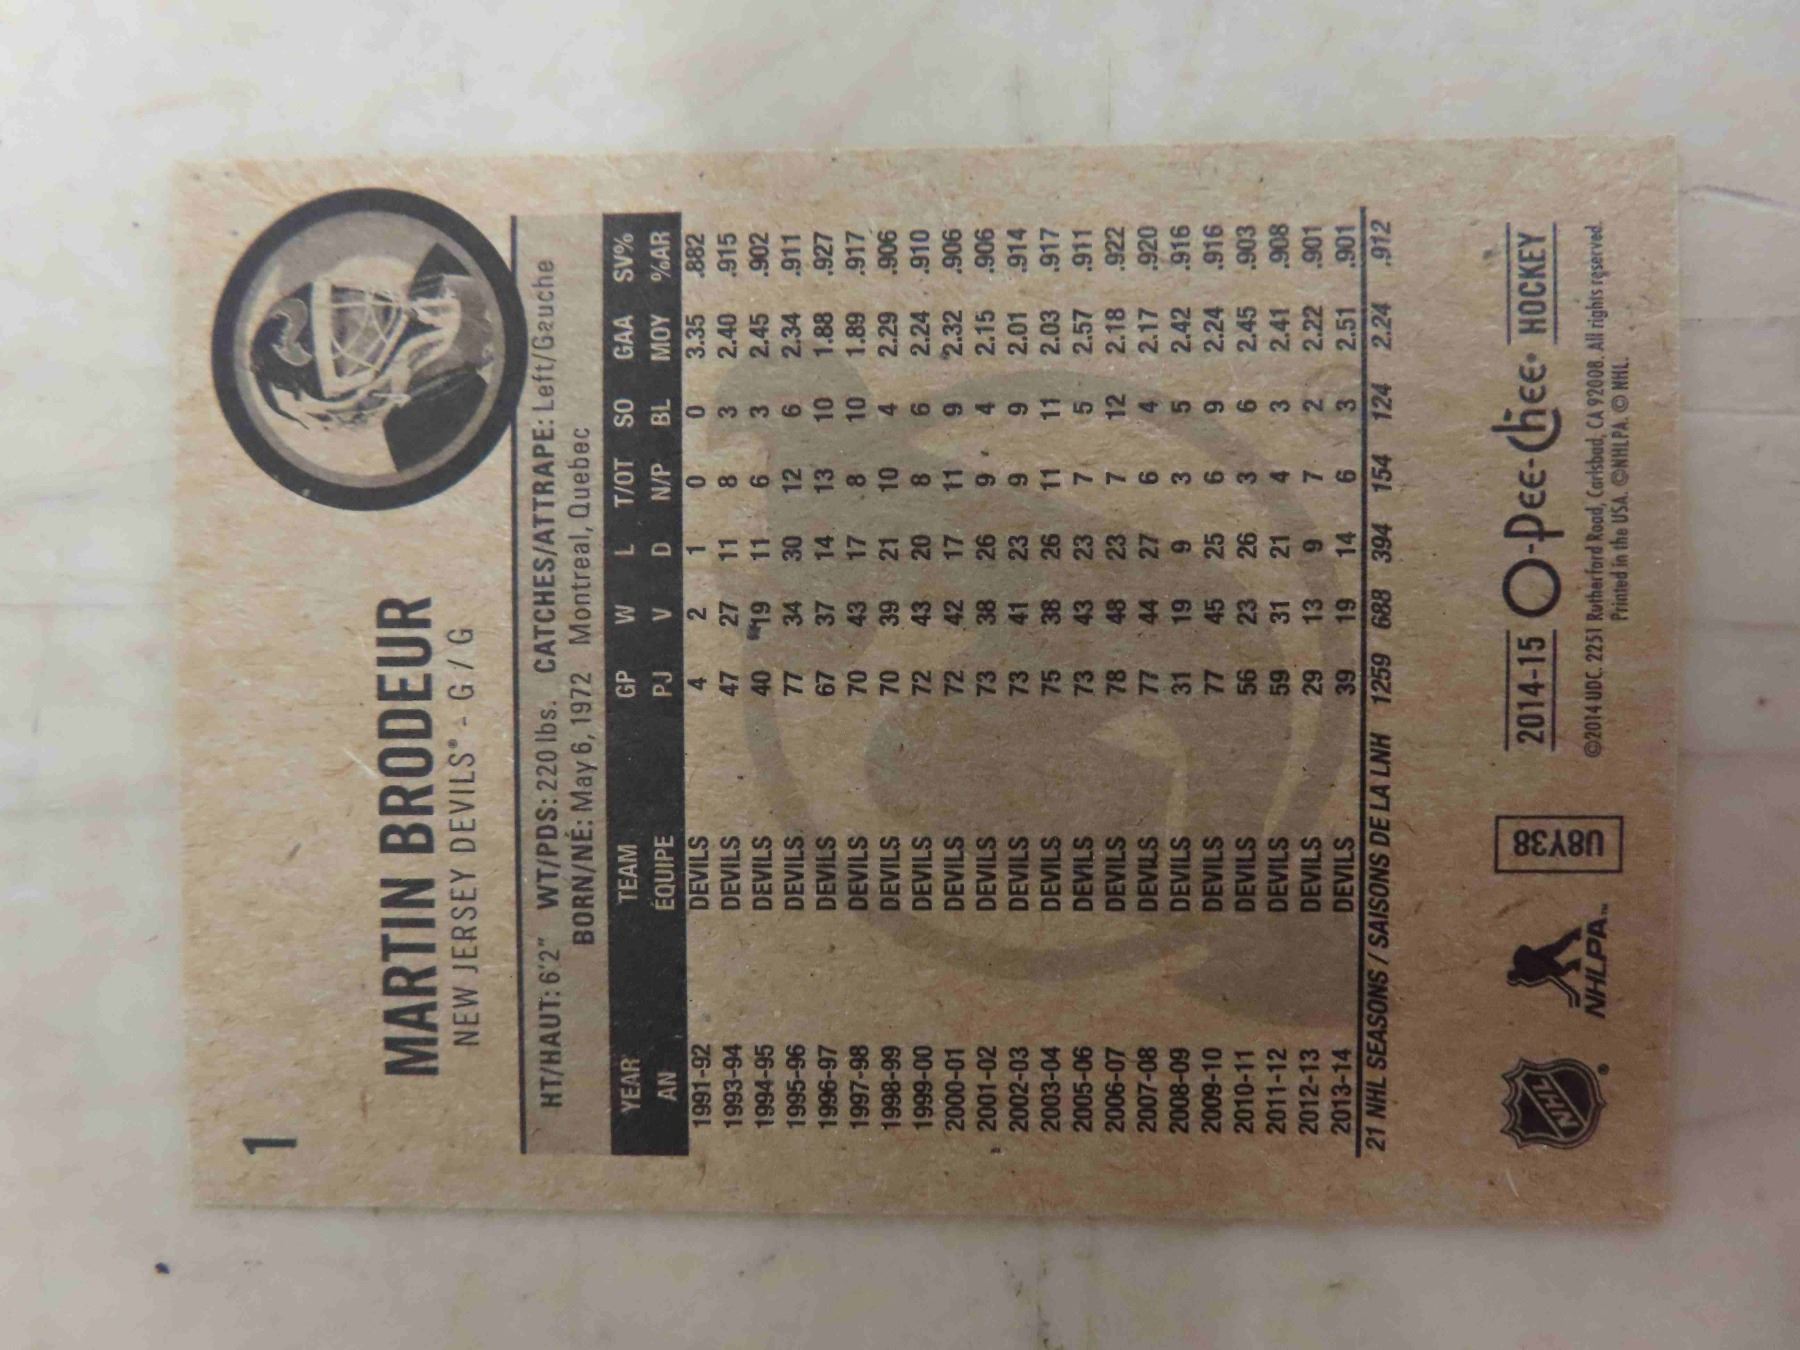 1
MARTIN BRODEUR
NEW JERSEY DEVILS® - G / G
HT/HAUT: 6'2" WT/PDS: 220 lbs. CATCHES/ATTRAPE: Left/Gauche
BORN/NÉ: May 6, 1972 Montreal, Quebec
YEAR TEAM GP W L T/OT SO GAA SV%
AN ÉQUIPE PJ V D N/P BL MOY %AR
1991-92 DEVILS 4 2 1 0 0 3.35 .882
1993-94 DEVILS 47 27 11 8 3 2.40 .915
1994-95 DEVILS 40 19 11 6 3 2.45 .902
1995-96 DEVILS 77 34 30 12 6 2.34 .911
1996-97 DEVILS 67 37 14 13 10 1.88 .927
1997-98 DEVILS 70 43 17 8 10 1.89 .917
1998-99 DEVILS 70 39 21 10 4 2.29 .906
1999-00 DEVILS 72 43 20 8 6 2.24 .910
2000-01 DEVILS 72 42 17 11 9 2.32 .906
2001-02 DEVILS 73 38 26 9 4 2.15 .906
2002-03 DEVILS 73 41 23 9 9 2.01 .914
2003-04 DEVILS 75 38 26 11 11 2.03 .917
2005-06 DEVILS 73 43 23 7 5 2.57 .911
2006-07 DEVILS 78 48 23 7 12 2.18 .922
2007-08 DEVILS 77 44 27 6 4 2.17 .920
2008-09 DEVILS 31 19 9 3 5 2.42 .916
2009-10 DEVILS 77 45 25 6 9 2.24 .916
2010-11 DEVILS 56 23 26 3 6 2.45 .903
2011-12 DEVILS 59 31 21 4 3 2.41 .908
2012-13 DEVILS 29 13 9 7 2 2.22 .901
2013-14 DEVILS 39 19 14 6 3 2.51 .901
21 NHL SEASONS / SAISONS DE LA LNH 1259 688 394 154 124 2.24 .912
NHL®
NHLPA™
U8Y38
2014-15 O-Pee-Chee® HOCKEY
©2014 UDC. 2251 Rutherford Road, Carlsbad, CA 92008. All rights reserved.
Printed in the USA. ©NHLPA. © NHL.